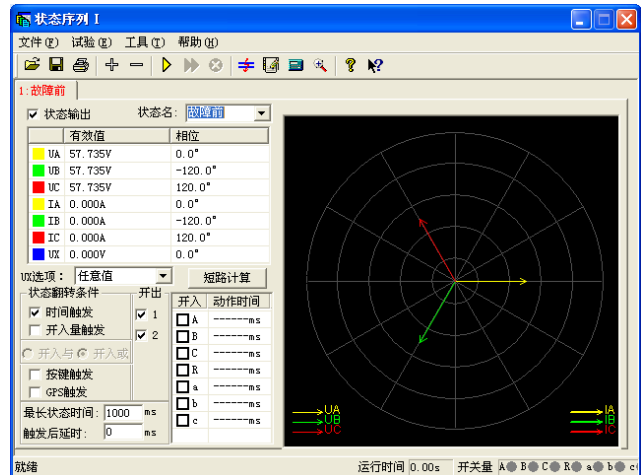 状态序列 I
文件(F) 试验(E) 工具(T) 帮助(H)
1:故障前
状态输出 状态名: 故障前
有效值 相位
UA 57.735V 0.0°
UB 57.735V -120.0°
UC 57.735V 120.0°
IA 0.000A 0.0°
IB 0.000A -120.0°
IC 0.000A 120.0°
UX 0.000V 0.0°
UX选项: 任意值 短路计算
状态翻转条件 开出
时间触发 1
开入量触发 2
开入与 开入或
按键触发
GPS触发
最长状态时间: 1000 ms
触发后延时: 0 ms
开入 动作时间
A ------ms
B ------ms
C ------ms
R ------ms
a ------ms
b ------ms
c ------ms
UA
UB
UC
IA
IB
IC
就绪 运行时间 0.00s 开关量 A B C R a b c